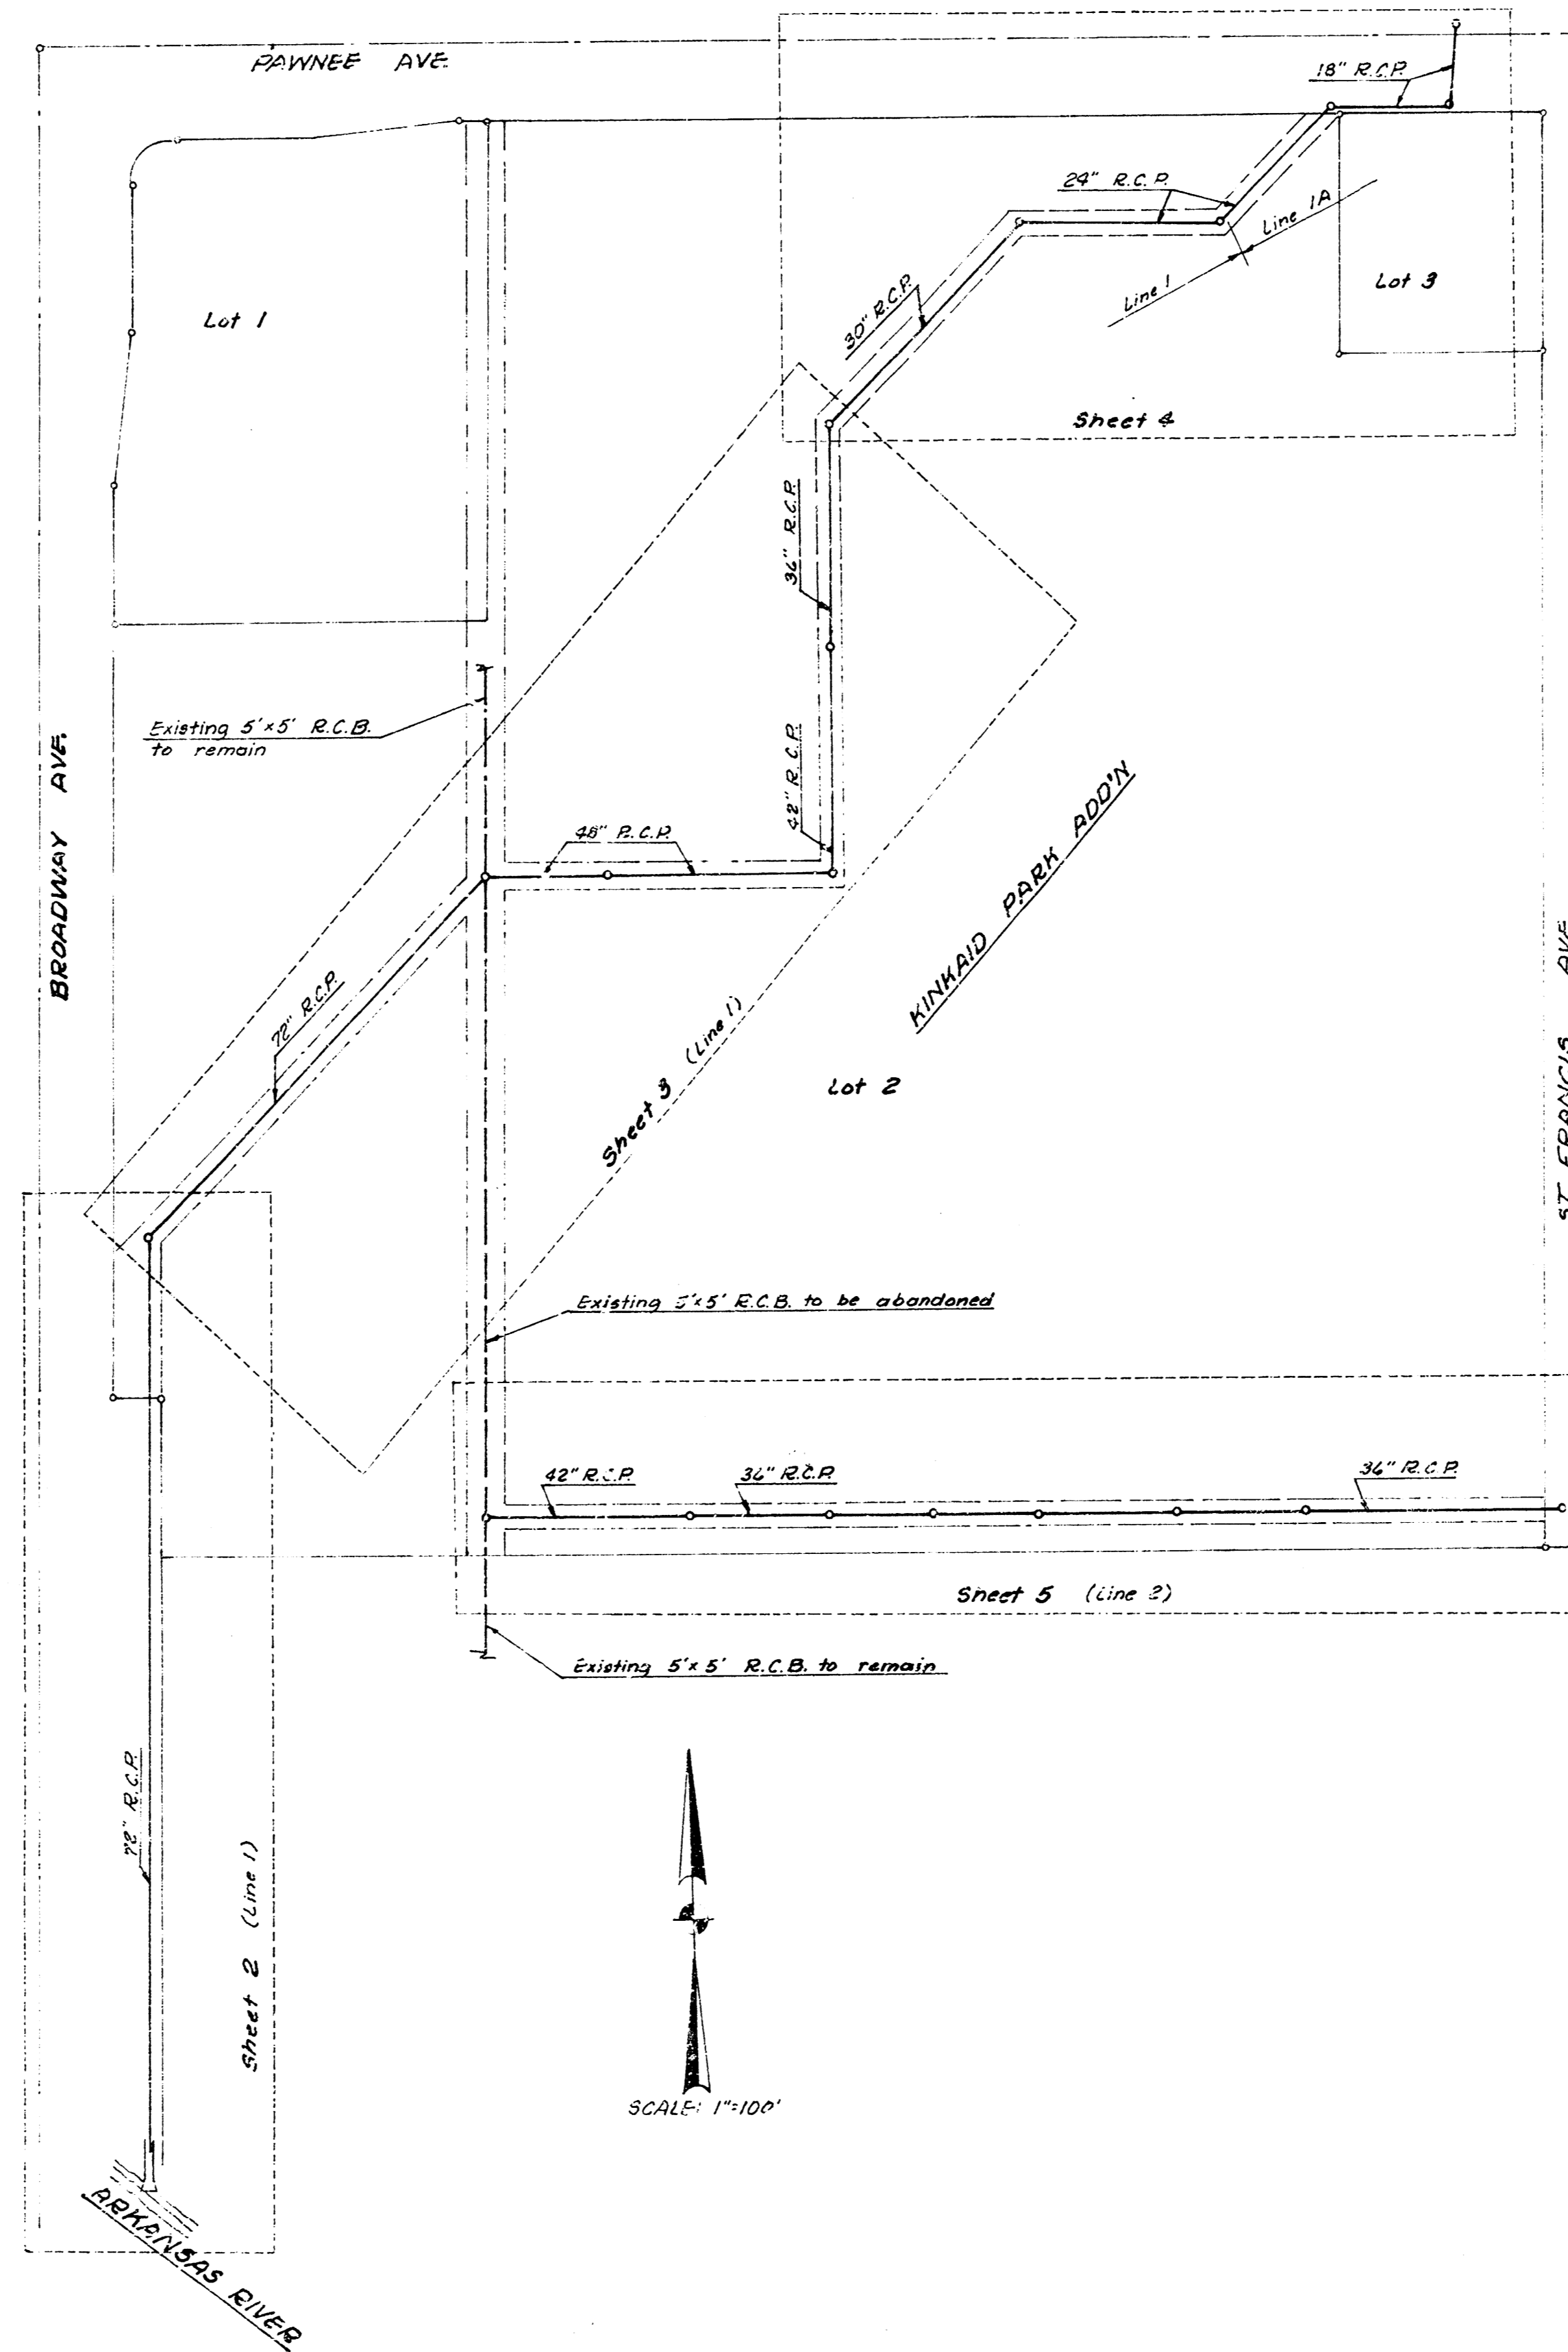 PAWNEE AVE.
18" R.C.P.
24" R.C.P.
Line 1A
Line 1
Lot 3
30" R.C.P.
Lot 1
Sheet 4
36" R.C.P.
Existing 5'x5' R.C.B.
to remain
BROADWAY AVE.
42" R.C.P.
48" R.C.P.
KINKAID PARK ADD'N
72" R.C.P.
Sheet 3 (Line 1)
Lot 2
ST. FRANCIS AVE.
Existing 5'x5' R.C.B. to be abandoned
42" R.C.P.
36" R.C.P.
36" R.C.P.
Sheet 5 (Line 2)
Existing 5'x5' R.C.B. to remain
72" R.C.P.
Sheet 2 (Line 1)
SCALE: 1"=100'
ARKANSAS RIVER